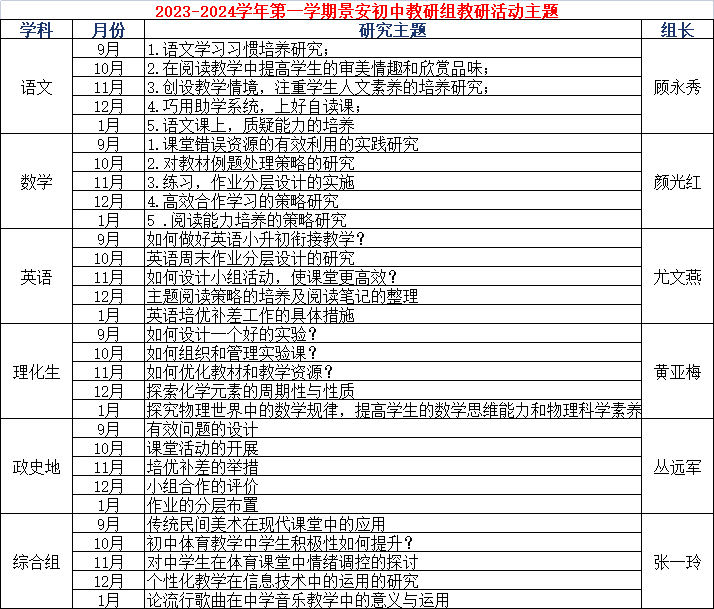 2023-2024学年第一学期景安初中教研组教研活动主题
学科 月份 研究主题 组长
语文 9月 1.语文学习习惯培养研究; 顾永秀
10月 2.在阅读教学中提高学生的审美情趣和欣赏品味;
11月 3.创设教学情境，注重学生人文素养的培养研究;
12月 4.巧用助学系统，上好自读课;
1月 5.语文课上，质疑能力的培养
数学 9月 1.课堂错误资源的有效利用的实践研究 颜光红
10月 2.对教材例题处理策略的研究
11月 3.练习，作业分层设计的实施
12月 4.高效合作学习的策略研究
1月 5 .阅读能力培养的策略研究
英语 9月 如何做好英语小升初衔接教学? 尤文燕
10月 英语周末作业分层设计的研究
11月 如何设计小组活动，使课堂更高效?
12月 主题阅读策略的培养及阅读笔记的整理
1月 英语培优补差工作的具体措施
理化生 9月 如何设计一个好的实验? 黄亚梅
10月 如何组织和管理实验课?
11月 如何优化教材和教学资源?
12月 探索化学元素的周期性与性质
1月 探究物理世界中的数学规律，提高学生的数学思维能力和物理科学素养
政史地 9月 有效问题的设计 丛远军
10月 课堂活动的开展
11月 培优补差的举措
12月 小组合作的评价
1月 作业的分层布置
综合组 9月 传统民间美术在现代课堂中的应用 张一玲
10月 初中体育教学中学生积极性如何提升?
11月 对中学生在体育课堂中情绪调控的探讨
12月 个性化教学在信息技术中的运用的研究
1月 论流行歌曲在中学音乐教学中的意义与运用